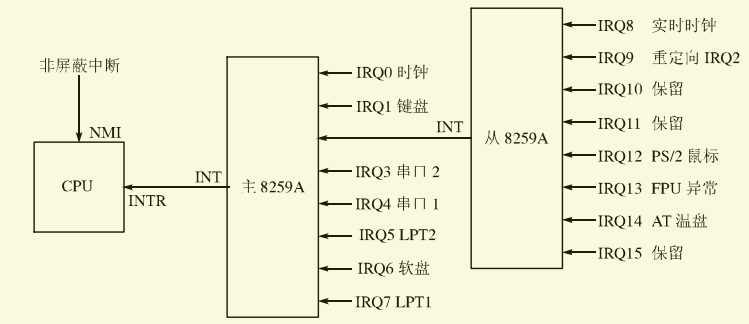 非屏蔽中断
NMI
CPU
INTR
INT
主 8259A
IRQ0 时钟
IRQ1 键盘
INT
IRQ3 串口 2
IRQ4 串口 1
IRQ5 LPT2
IRQ6 软盘
IRQ7 LPT1
从 8259A
IRQ8 实时时钟
IRQ9 重定向 IRQ2
IRQ10 保留
IRQ11 保留
IRQ12 PS/2 鼠标
IRQ13 FPU 异常
IRQ14 AT 温盘
IRQ15 保留